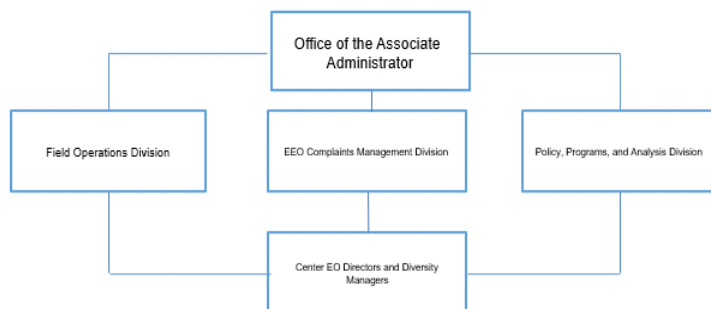 Office of the Associate
Administrator
Field Operations Division
EEO Complaints Management Division
Policy, Programs, and Analysis Division
Center EO Directors and Diversity
Managers